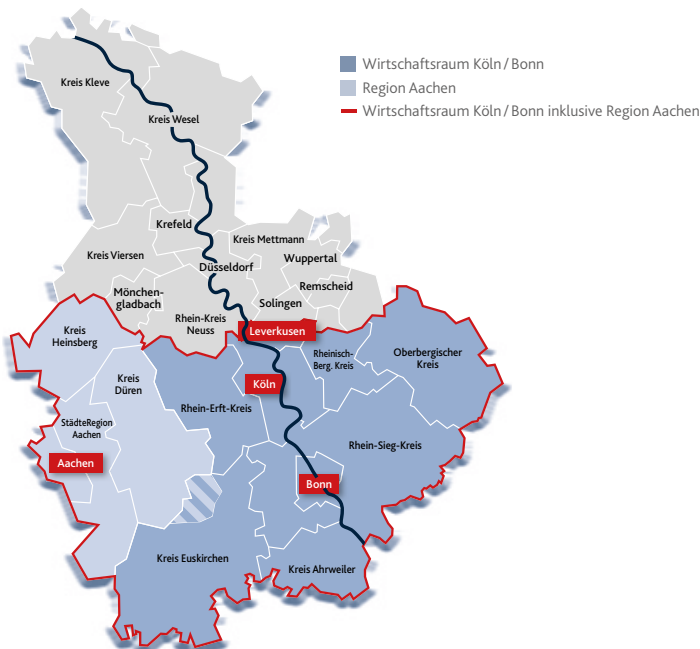 Wirtschaftsraum Köln / Bonn
Region Aachen
Wirtschaftsraum Köln / Bonn inklusive Region Aachen
Kreis Kleve
Kreis Wesel
Krefeld
Kreis Mettmann
Kreis Viersen
Wuppertal
Düsseldorf
Remscheid
Mönchen-
gladbach
Solingen
Rhein-Kreis
Neuss
Leverkusen
Kreis
Heinsberg
Rheinisch-
Berg. Kreis
Oberbergischer
Kreis
Kreis
Düren
Köln
Rhein-Erft-Kreis
StädteRegion
Aachen
Rhein-Sieg-Kreis
Aachen
Bonn
Kreis Euskirchen
Kreis Ahrweiler